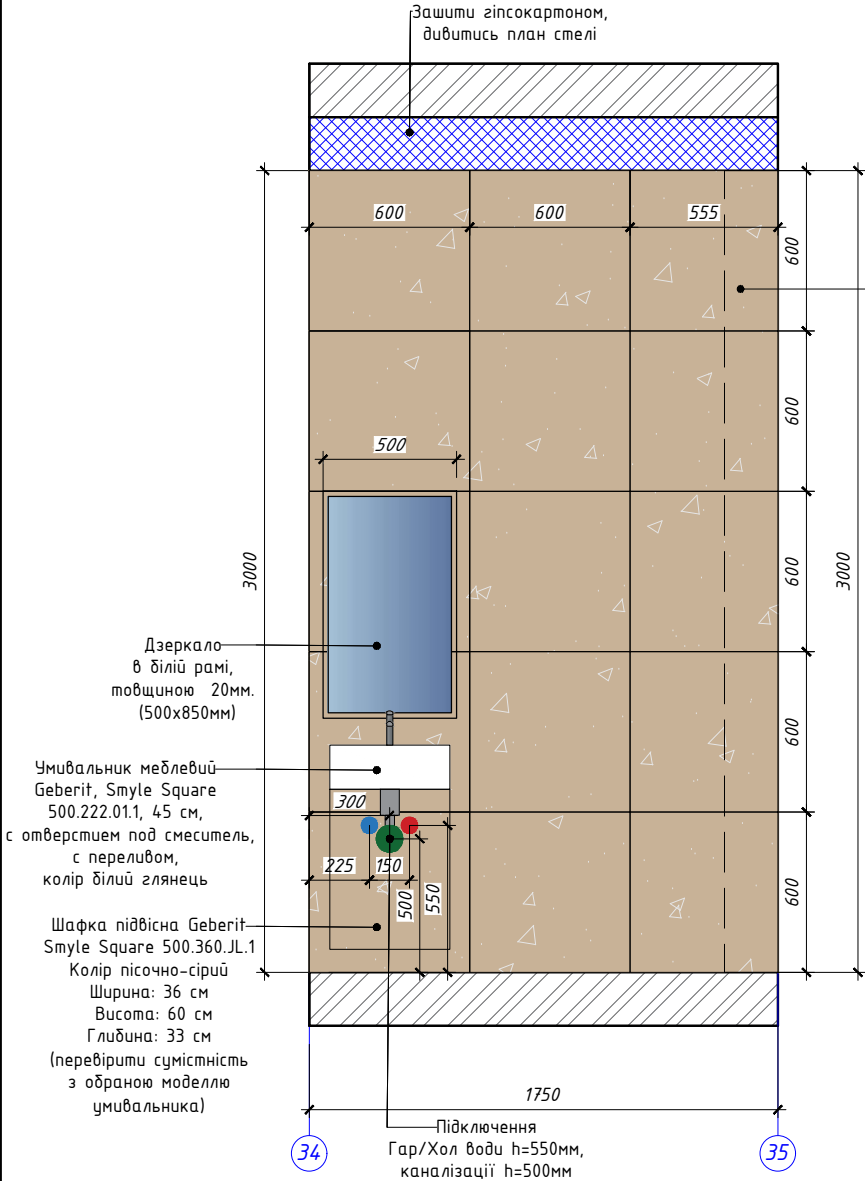 Зашити гіпсокартоном,
дивитись план стелі
600
600
555
600
500
600
3000
600
3000
Дзеркало
в білій рамі,
товщиною 20мм.
(500х850мм)
600
Умивальник меблевий
Geberit, Smyle Square
500.222.01.1, 45 см,
с отверстием под смеситель,
с переливом,
колір білий глянець
300
225
150
500
550
600
Шафка підвісна Geberit
Smyle Square 500.360.JL.1
Колір пісочно-сірий
Ширина: 36 см
Висота: 60 см
Глибина: 33 см
(перевірити сумістність
з обраною моделлю
умивальника)
1750
34
35
Підключення
Гар/Хол води h=550мм,
каналізації h=500мм